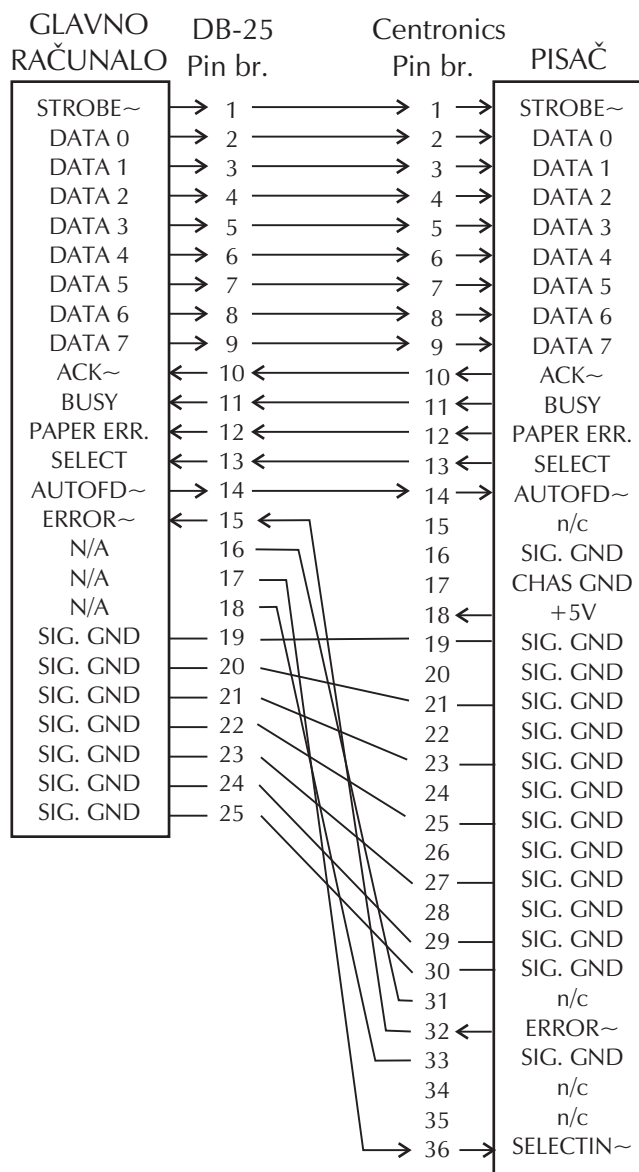 GLAVNO RAČUNALO DB-25 Pin br. Centronics Pin br. PISAČ
STROBE~ 1 1 STROBE~
DATA 0 2 2 DATA 0
DATA 1 3 3 DATA 1
DATA 2 4 4 DATA 2
DATA 3 5 5 DATA 3
DATA 4 6 6 DATA 4
DATA 5 7 7 DATA 5
DATA 6 8 8 DATA 6
DATA 7 9 9 DATA 7
ACK~ 10 10 ACK~
BUSY 11 11 BUSY
PAPER ERR. 12 12 PAPER ERR.
SELECT 13 13 SELECT
AUTOFD~ 14 14 AUTOFD~
ERROR~ 15 15 n/c
N/A 16 16 SIG. GND
N/A 17 17 CHAS GND
N/A 18 18 +5V
SIG. GND 19 19 SIG. GND
SIG. GND 20 20 SIG. GND
SIG. GND 21 21 SIG. GND
SIG. GND 22 22 SIG. GND
SIG. GND 23 23 SIG. GND
SIG. GND 24 24 SIG. GND
SIG. GND 25 25 SIG. GND
26 SIG. GND
27 SIG. GND
28 SIG. GND
29 SIG. GND
30 SIG. GND
31 n/c
32 ERROR~
33 SIG. GND
34 n/c
35 n/c
36 SELECTIN~